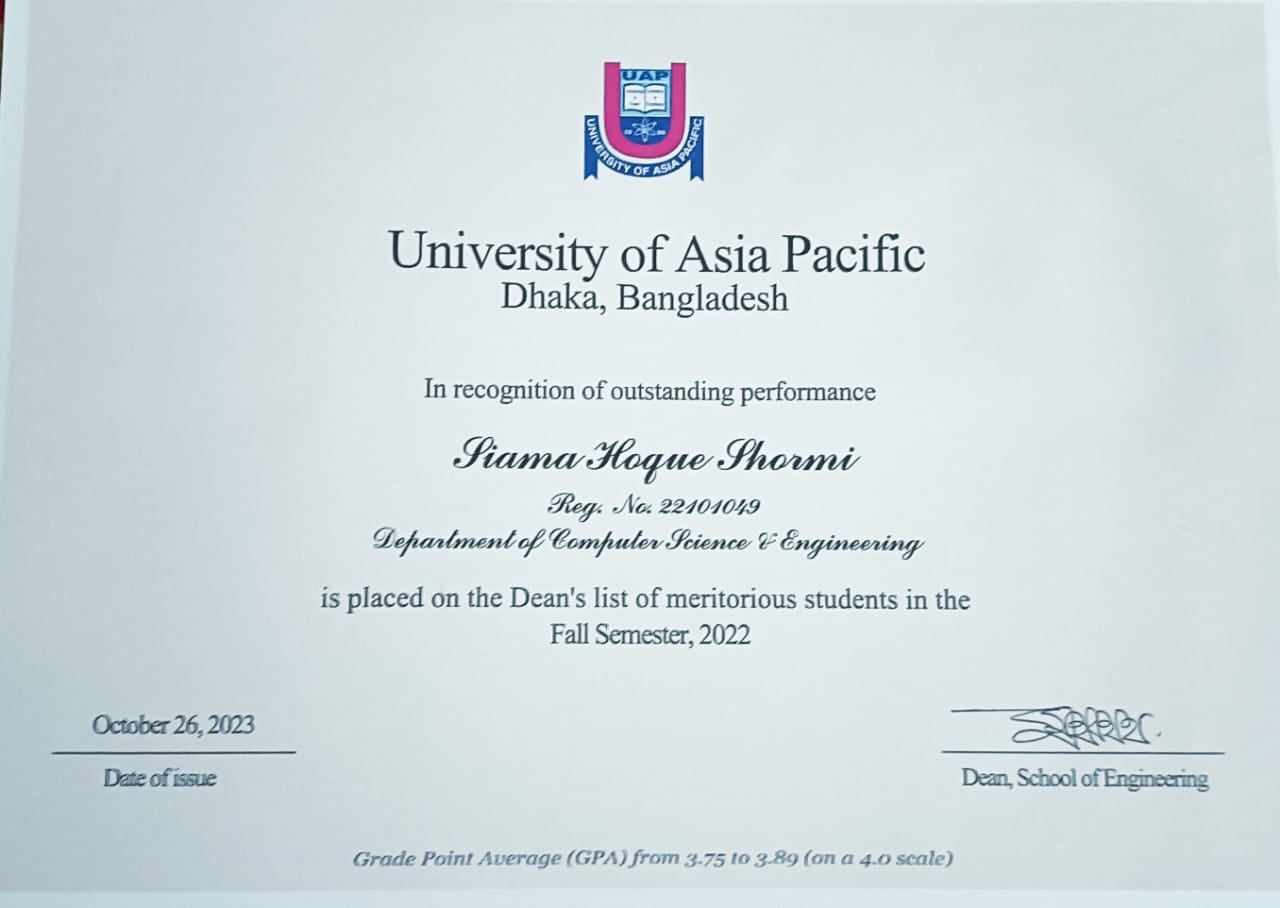 UAP
UNIVERSITY OF ASIA PACIFIC
University of Asia Pacific
Dhaka, Bangladesh
In recognition of outstanding performance
Siama Hoque Shormi
Reg. No. 22101049
Department of Computer Science & Engineering
is placed on the Dean's list of meritorious students in the
Fall Semester, 2022
October 26, 2023
Date of issue
Dean, School of Engineering
Grade Point Average (GPA) from 3.75 to 3.89 (on a 4.0 scale)